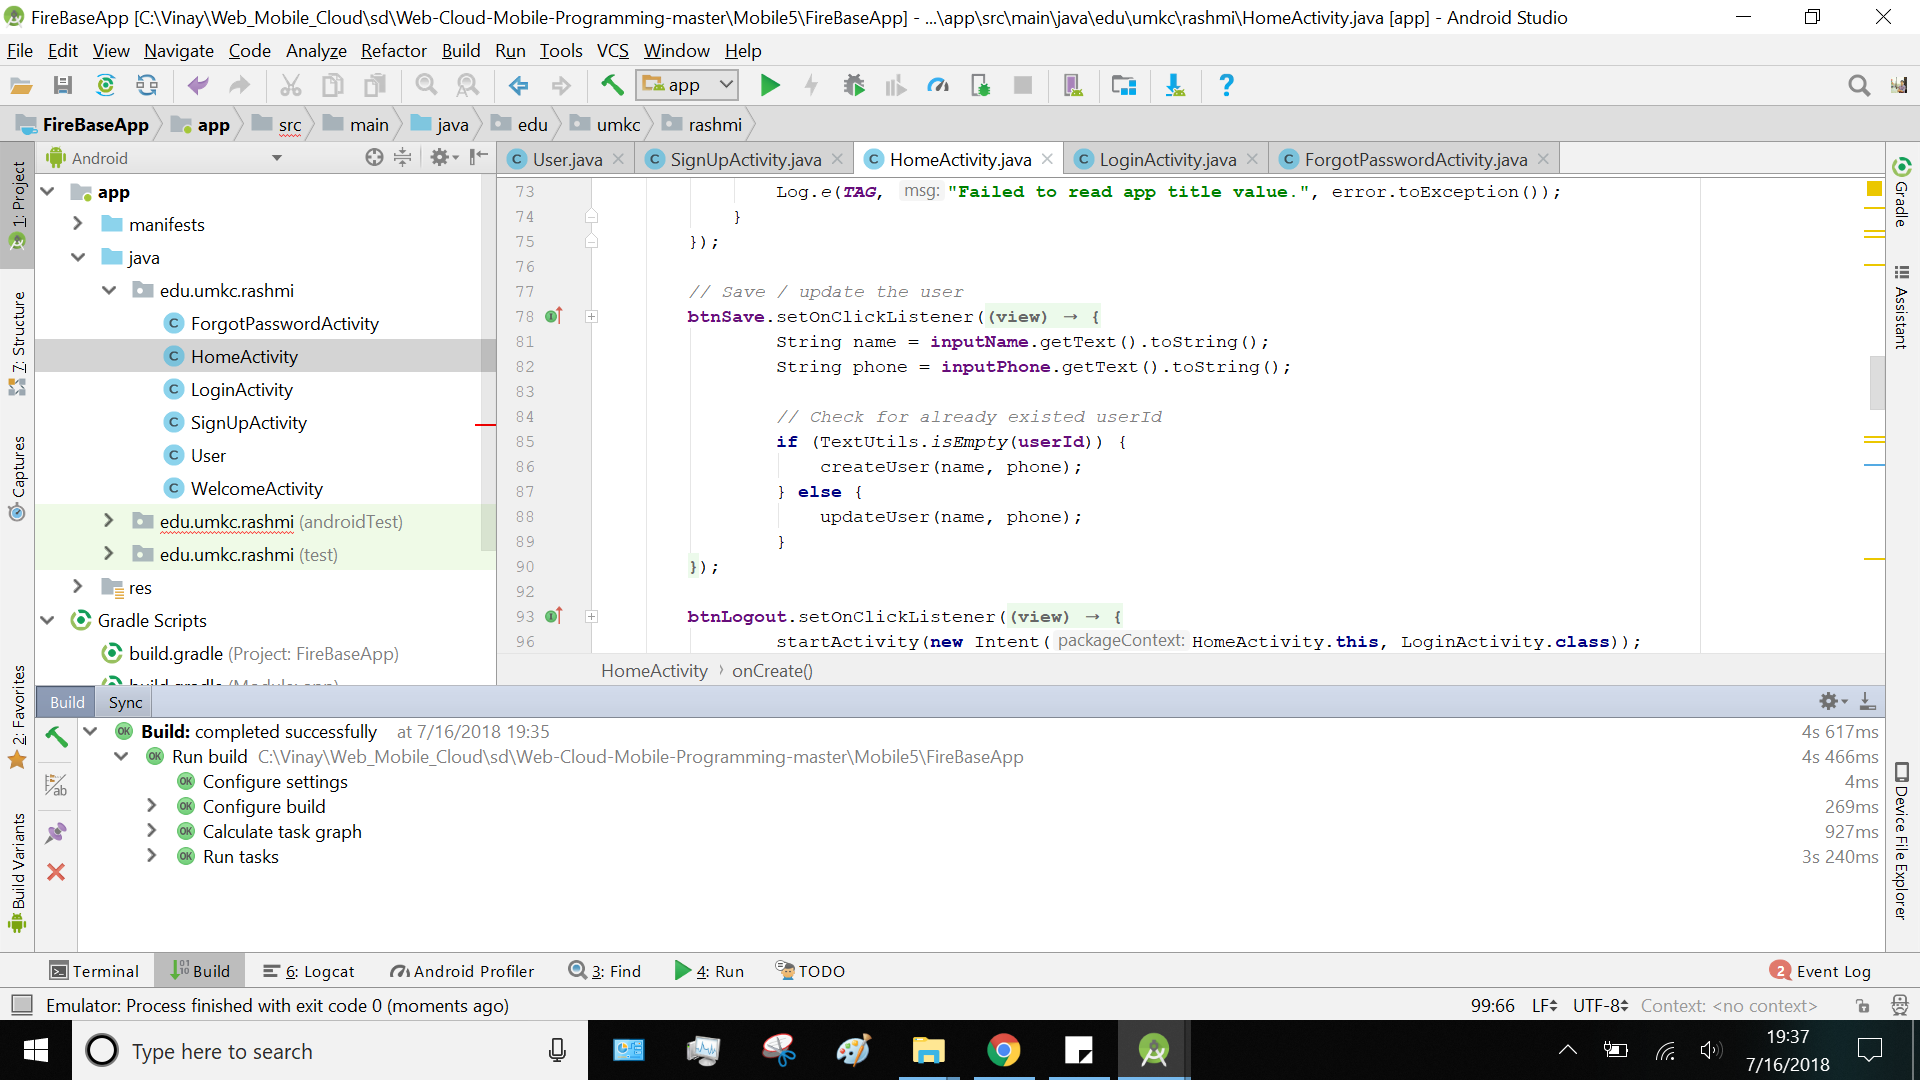 FireBaseApp [C:\Vinay\Web_Mobile_Cloud\sd\Web-Cloud-Mobile-Programming-master\Mobile5\FireBaseApp] - ...\app\src\main\java\edu\umkc\rashmi\HomeActivity.java [app] - Android Studio
File Edit View Navigate Code Analyze Refactor Build Run Tools VCS Window Help
app
FireBaseApp app src main java edu umkc rashmi
Android
User.java SignUpActivity.java HomeActivity.java LoginActivity.java ForgotPasswordActivity.java
1: Project
7: Structure
Captures
2: Favorites
Build Variants
app
manifests
java
edu.umkc.rashmi
ForgotPasswordActivity
HomeActivity
LoginActivity
SignUpActivity
User
WelcomeActivity
edu.umkc.rashmi (androidTest)
edu.umkc.rashmi (test)
res
Gradle Scripts
build.gradle (Project: FireBaseApp)
build.gradle (Module: app)
73 Log.e(TAG, msg: "Failed to read app title value.", error.toException());
74 }
75 });
76
77 // Save / update the user
78 btnSave.setOnClickListener((view) → {
81 String name = inputName.getText().toString();
82 String phone = inputPhone.getText().toString();
83
84 // Check for already existed userId
85 if (TextUtils.isEmpty(userId)) {
86 createUser(name, phone);
87 } else {
88 updateUser(name, phone);
89 }
90 });
92
93 btnLogout.setOnClickListener((view) → {
96 startActivity(new Intent( packageContext: HomeActivity.this, LoginActivity.class));
HomeActivity › onCreate()
Gradle
Assistant
Device File Explorer
Build Sync
Build: completed successfully at 7/16/2018 19:35 4s 617ms
Run build C:\Vinay\Web_Mobile_Cloud\sd\Web-Cloud-Mobile-Programming-master\Mobile5\FireBaseApp 4s 466ms
Configure settings 4ms
Configure build 269ms
Calculate task graph 927ms
Run tasks 3s 240ms
Terminal Build 6: Logcat Android Profiler 3: Find 4: Run TODO 2 Event Log
Emulator: Process finished with exit code 0 (moments ago) 99:66 LF UTF-8 Context: <no context>
Type here to search
19:37
7/16/2018